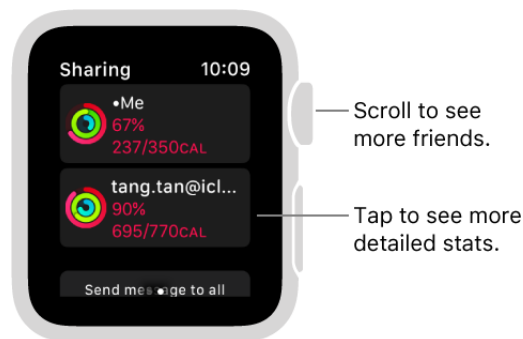 Sharing 10:09
•Me
67%
237/350CAL
tang.tan@icl...
90%
695/770CAL
Send message to all
Scroll to see
more friends.
Tap to see more
detailed stats.